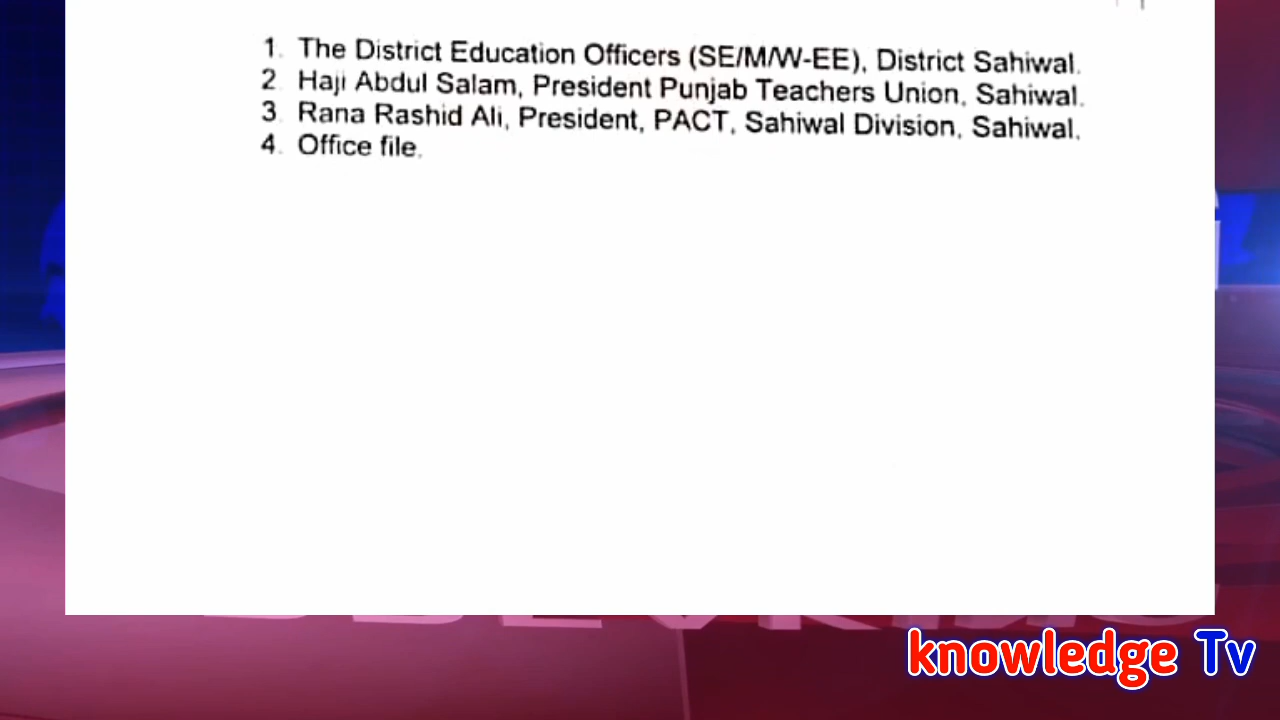 1. The District Education Officers (SE/M/W-EE), District Sahiwal.
2. Haji Abdul Salam, President Punjab Teachers Union, Sahiwal.
3. Rana Rashid Ali, President, PACT, Sahiwal Division, Sahiwal.
4. Office file.
knowledge Tv